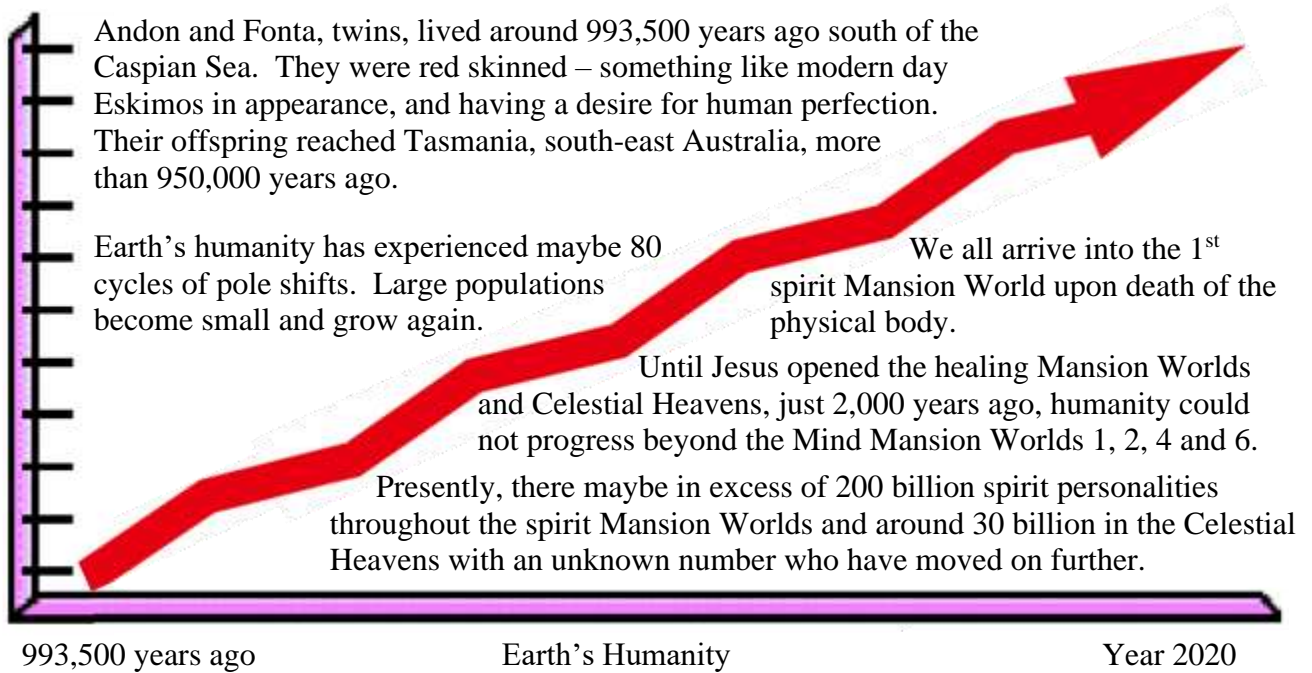 Andon and Fonta, twins, lived around 993,500 years ago south of the
Caspian Sea. They were red skinned – something like modern day
Eskimos in appearance, and having a desire for human perfection.
Their offspring reached Tasmania, south-east Australia, more
than 950,000 years ago.
Earth’s humanity has experienced maybe 80
cycles of pole shifts. Large populations
become small and grow again.
We all arrive into the 1st
spirit Mansion World upon death of the
physical body.
Until Jesus opened the healing Mansion Worlds
and Celestial Heavens, just 2,000 years ago, humanity could
not progress beyond the Mind Mansion Worlds 1, 2, 4 and 6.
Presently, there maybe in excess of 200 billion spirit personalities
throughout the spirit Mansion Worlds and around 30 billion in the Celestial
Heavens with an unknown number who have moved on further.
993,500 years ago Earth’s Humanity Year 2020